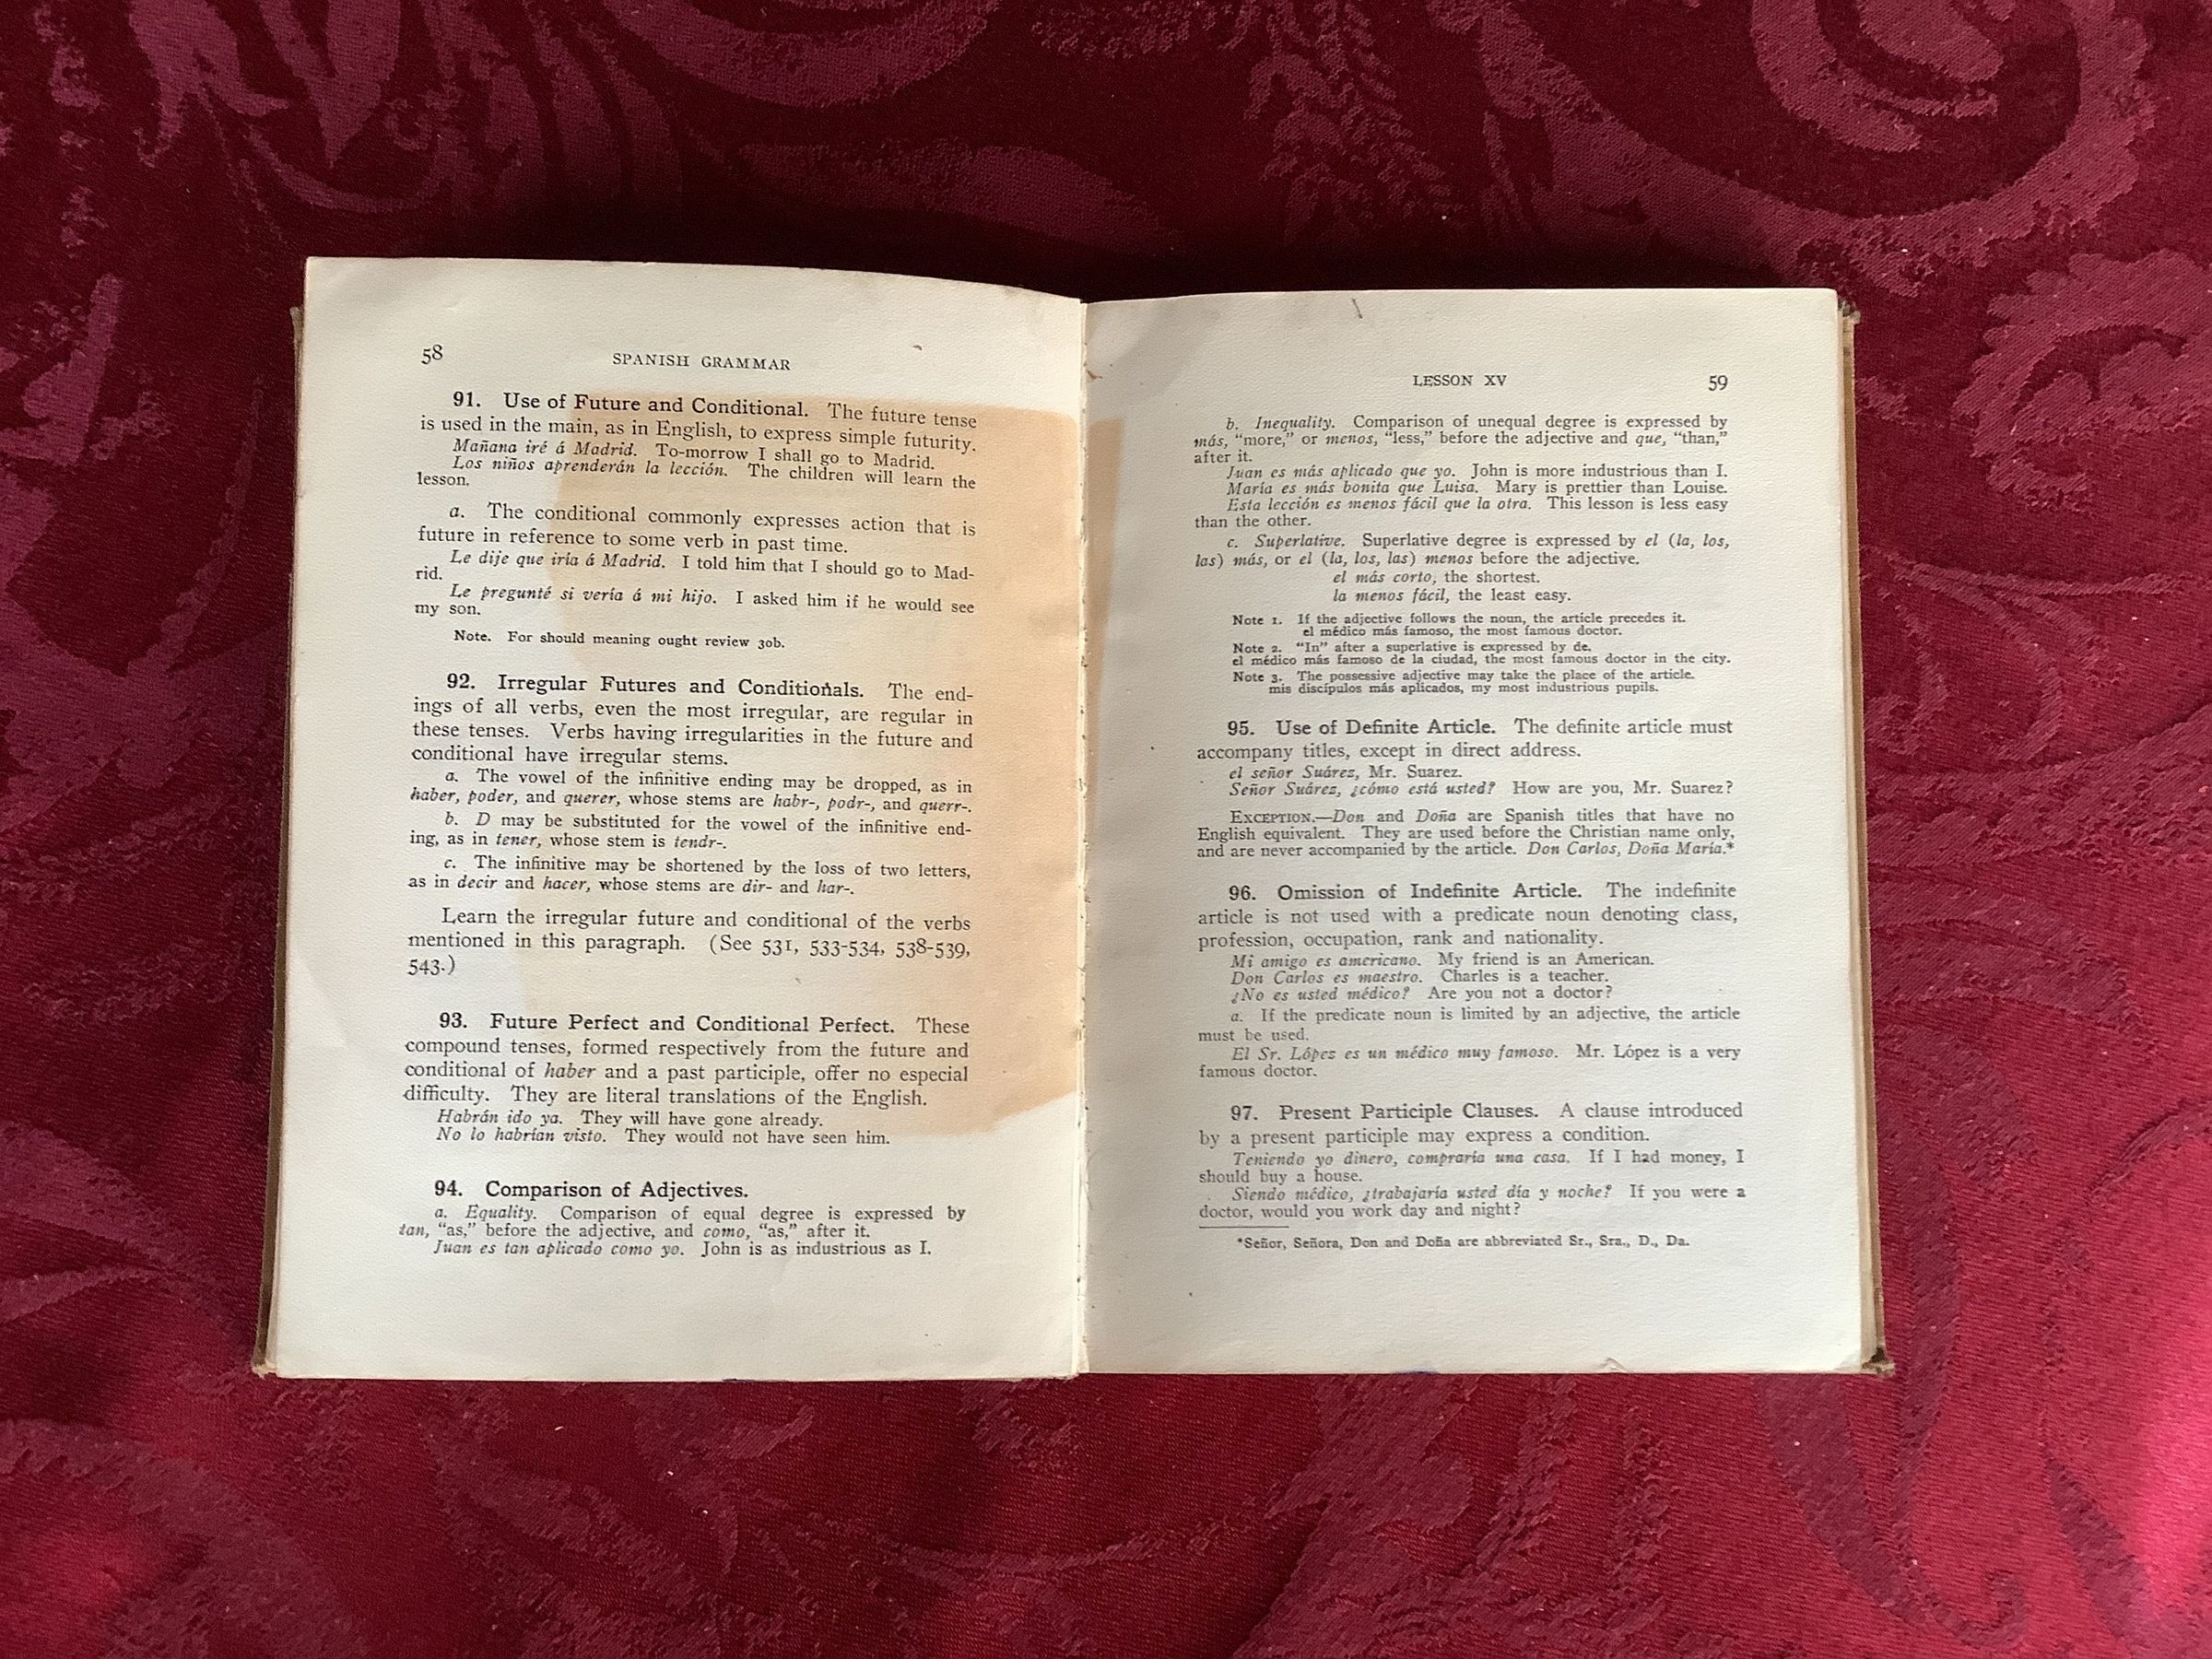 58
SPANISH GRAMMAR
91. Use of Future and Conditional. The future tense
is used in the main, as in English, to express simple futurity.
Mañana iré á Madrid. To-morrow I shall go to Madrid.
Los niños aprenderán la lección. The children will learn the
lesson.
a. The conditional commonly expresses action that is
future in reference to some verb in past time.
Le dije que iría á Madrid. I told him that I should go to Mad-
rid.
Le pregunté si vería á mi hijo. I asked him if he would see
my son.
Note. For should meaning ought review 30b.
92. Irregular Futures and Conditionals. The end-
ings of all verbs, even the most irregular, are regular in
these tenses. Verbs having irregularities in the future and
conditional have irregular stems.
a. The vowel of the infinitive ending may be dropped, as in
haber, poder, and querer, whose stems are habr-, podr-, and querr-.
b. D may be substituted for the vowel of the infinitive end-
ing, as in tener, whose stem is tendr-.
c. The infinitive may be shortened by the loss of two letters,
as in decir and hacer, whose stems are dir- and har-.
Learn the irregular future and conditional of the verbs
mentioned in this paragraph. (See 531, 533-534, 538-539,
543.)
93. Future Perfect and Conditional Perfect. These
compound tenses, formed respectively from the future and
conditional of haber and a past participle, offer no especial
difficulty. They are literal translations of the English.
Habrán ido ya. They will have gone already.
No lo habrían visto. They would not have seen him.
94. Comparison of Adjectives.
a. Equality. Comparison of equal degree is expressed by
tan, "as," before the adjective, and como, "as," after it.
Juan es tan aplicado como yo. John is as industrious as I.
LESSON XV
59
b. Inequality. Comparison of unequal degree is expressed by
más, "more," or menos, "less," before the adjective and que, "than,"
after it.
Juan es más aplicado que yo. John is more industrious than I.
María es más bonita que Luisa. Mary is prettier than Louise.
Esta lección es menos fácil que la otra. This lesson is less easy
than the other.
c. Superlative. Superlative degree is expressed by el (la, los,
las) más, or el (la, los, las) menos before the adjective.
el más corto, the shortest.
la menos fácil, the least easy.
Note 1. If the adjective follows the noun, the article precedes it.
el médico más famoso, the most famous doctor.
Note 2. "In" after a superlative is expressed by de.
el médico más famoso de la ciudad, the most famous doctor in the city.
Note 3. The possessive adjective may take the place of the article.
mis discípulos más aplicados, my most industrious pupils.
95. Use of Definite Article. The definite article must
accompany titles, except in direct address.
el señor Suárez, Mr. Suarez.
Señor Suárez, ¿cómo está usted? How are you, Mr. Suarez?
EXCEPTION.—Don and Doña are Spanish titles that have no
English equivalent. They are used before the Christian name only,
and are never accompanied by the article. Don Carlos, Doña María.*
96. Omission of Indefinite Article. The indefinite
article is not used with a predicate noun denoting class,
profession, occupation, rank and nationality.
Mi amigo es americano. My friend is an American.
Don Carlos es maestro. Charles is a teacher.
¿No es usted médico? Are you not a doctor?
a. If the predicate noun is limited by an adjective, the article
must be used.
El Sr. López es un médico muy famoso. Mr. López is a very
famous doctor.
97. Present Participle Clauses. A clause introduced
by a present participle may express a condition.
Teniendo yo dinero, compraría una casa. If I had money, I
should buy a house.
Siendo médico, ¿trabajaría usted día y noche? If you were a
doctor, would you work day and night?
*Señor, Señora, Don and Doña are abbreviated Sr., Sra., D., Da.